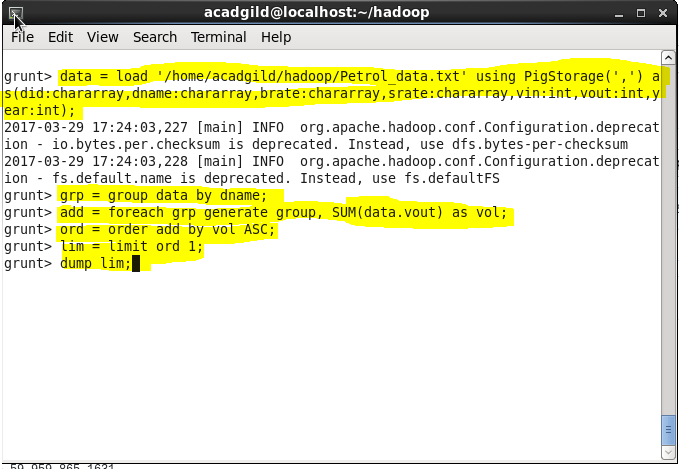 acadgild@localhost:~/hadoop
File Edit View Search Terminal Help
grunt> data = load '/home/acadgild/hadoop/Petrol_data.txt' using PigStorage(',') a
s(did:chararray,dname:chararray,brate:chararray,srate:chararray,vin:int,vout:int,y
ear:int);
2017-03-29 17:24:03,227 [main] INFO  org.apache.hadoop.conf.Configuration.deprecat
ion - io.bytes.per.checksum is deprecated. Instead, use dfs.bytes-per-checksum
2017-03-29 17:24:03,228 [main] INFO  org.apache.hadoop.conf.Configuration.deprecat
ion - fs.default.name is deprecated. Instead, use fs.defaultFS
grunt> grp = group data by dname;
grunt> add = foreach grp generate group, SUM(data.vout) as vol;
grunt> ord = order add by vol ASC;
grunt> lim = limit ord 1;
grunt> dump lim;